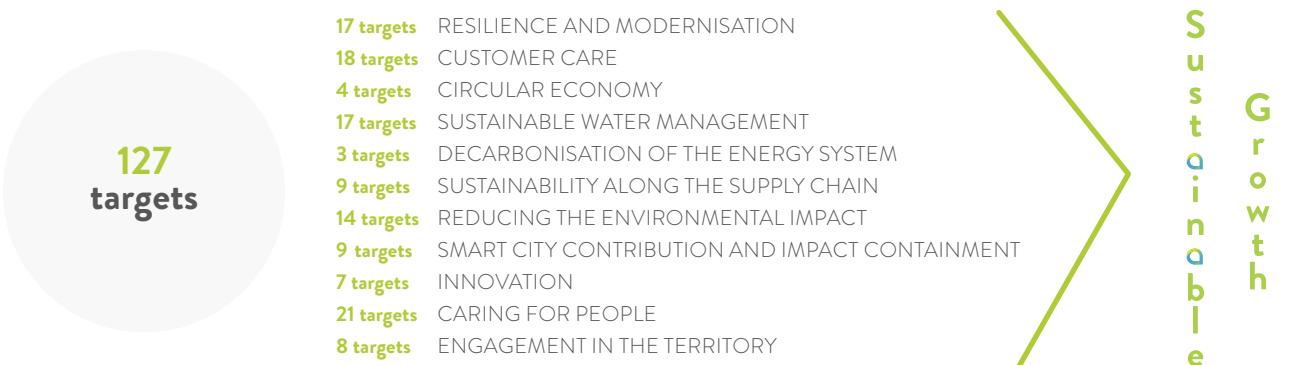 127
targets
17 targets RESILIENCE AND MODERNISATION
18 targets CUSTOMER CARE
4 targets CIRCULAR ECONOMY
17 targets SUSTAINABLE WATER MANAGEMENT
3 targets DECARBONISATION OF THE ENERGY SYSTEM
9 targets SUSTAINABILITY ALONG THE SUPPLY CHAIN
14 targets REDUCING THE ENVIRONMENTAL IMPACT
9 targets SMART CITY CONTRIBUTION AND IMPACT CONTAINMENT
7 targets INNOVATION
21 targets CARING FOR PEOPLE
8 targets ENGAGEMENT IN THE TERRITORY
Sustainable
Growth